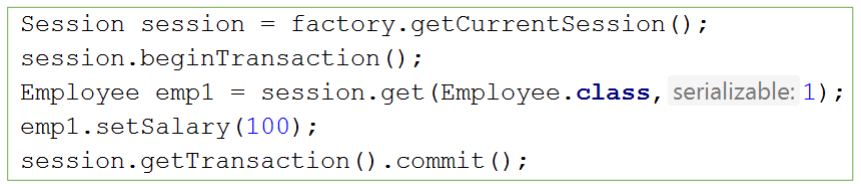 Session session = factory.getCurrentSession();
session.beginTransaction();
Employee emp1 = session.get(Employee.class, serializable: 1);
emp1.setSalary(100);
session.getTransaction().commit();